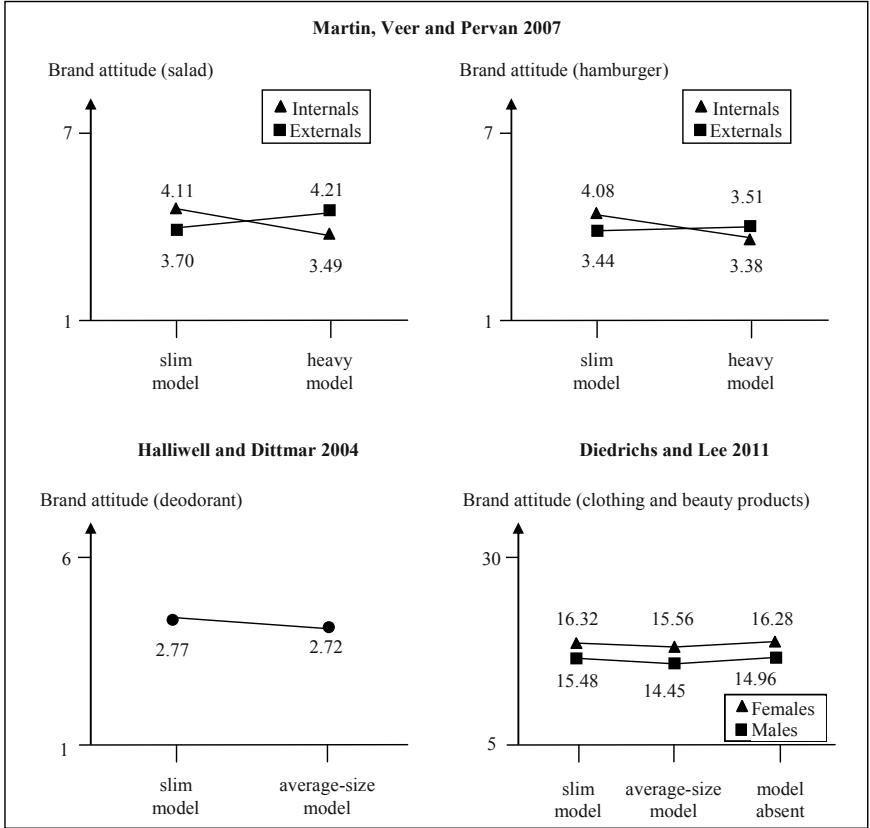 Martin, Veer and Pervan 2007
Brand attitude (salad)
Internals
Externals
7
4.11
4.21
3.70
3.49
1
slim
model
heavy
model
Brand attitude (hamburger)
Internals
Externals
7
4.08
3.51
3.44
3.38
1
slim
model
heavy
model
Halliwell and Dittmar 2004
Brand attitude (deodorant)
6
2.77
2.72
1
slim
model
average-size
model
Diedrichs and Lee 2011
Brand attitude (clothing and beauty products)
30
16.32
15.56
16.28
15.48
14.45
14.96
Females
Males
5
slim
model
average-size
model
model
absent